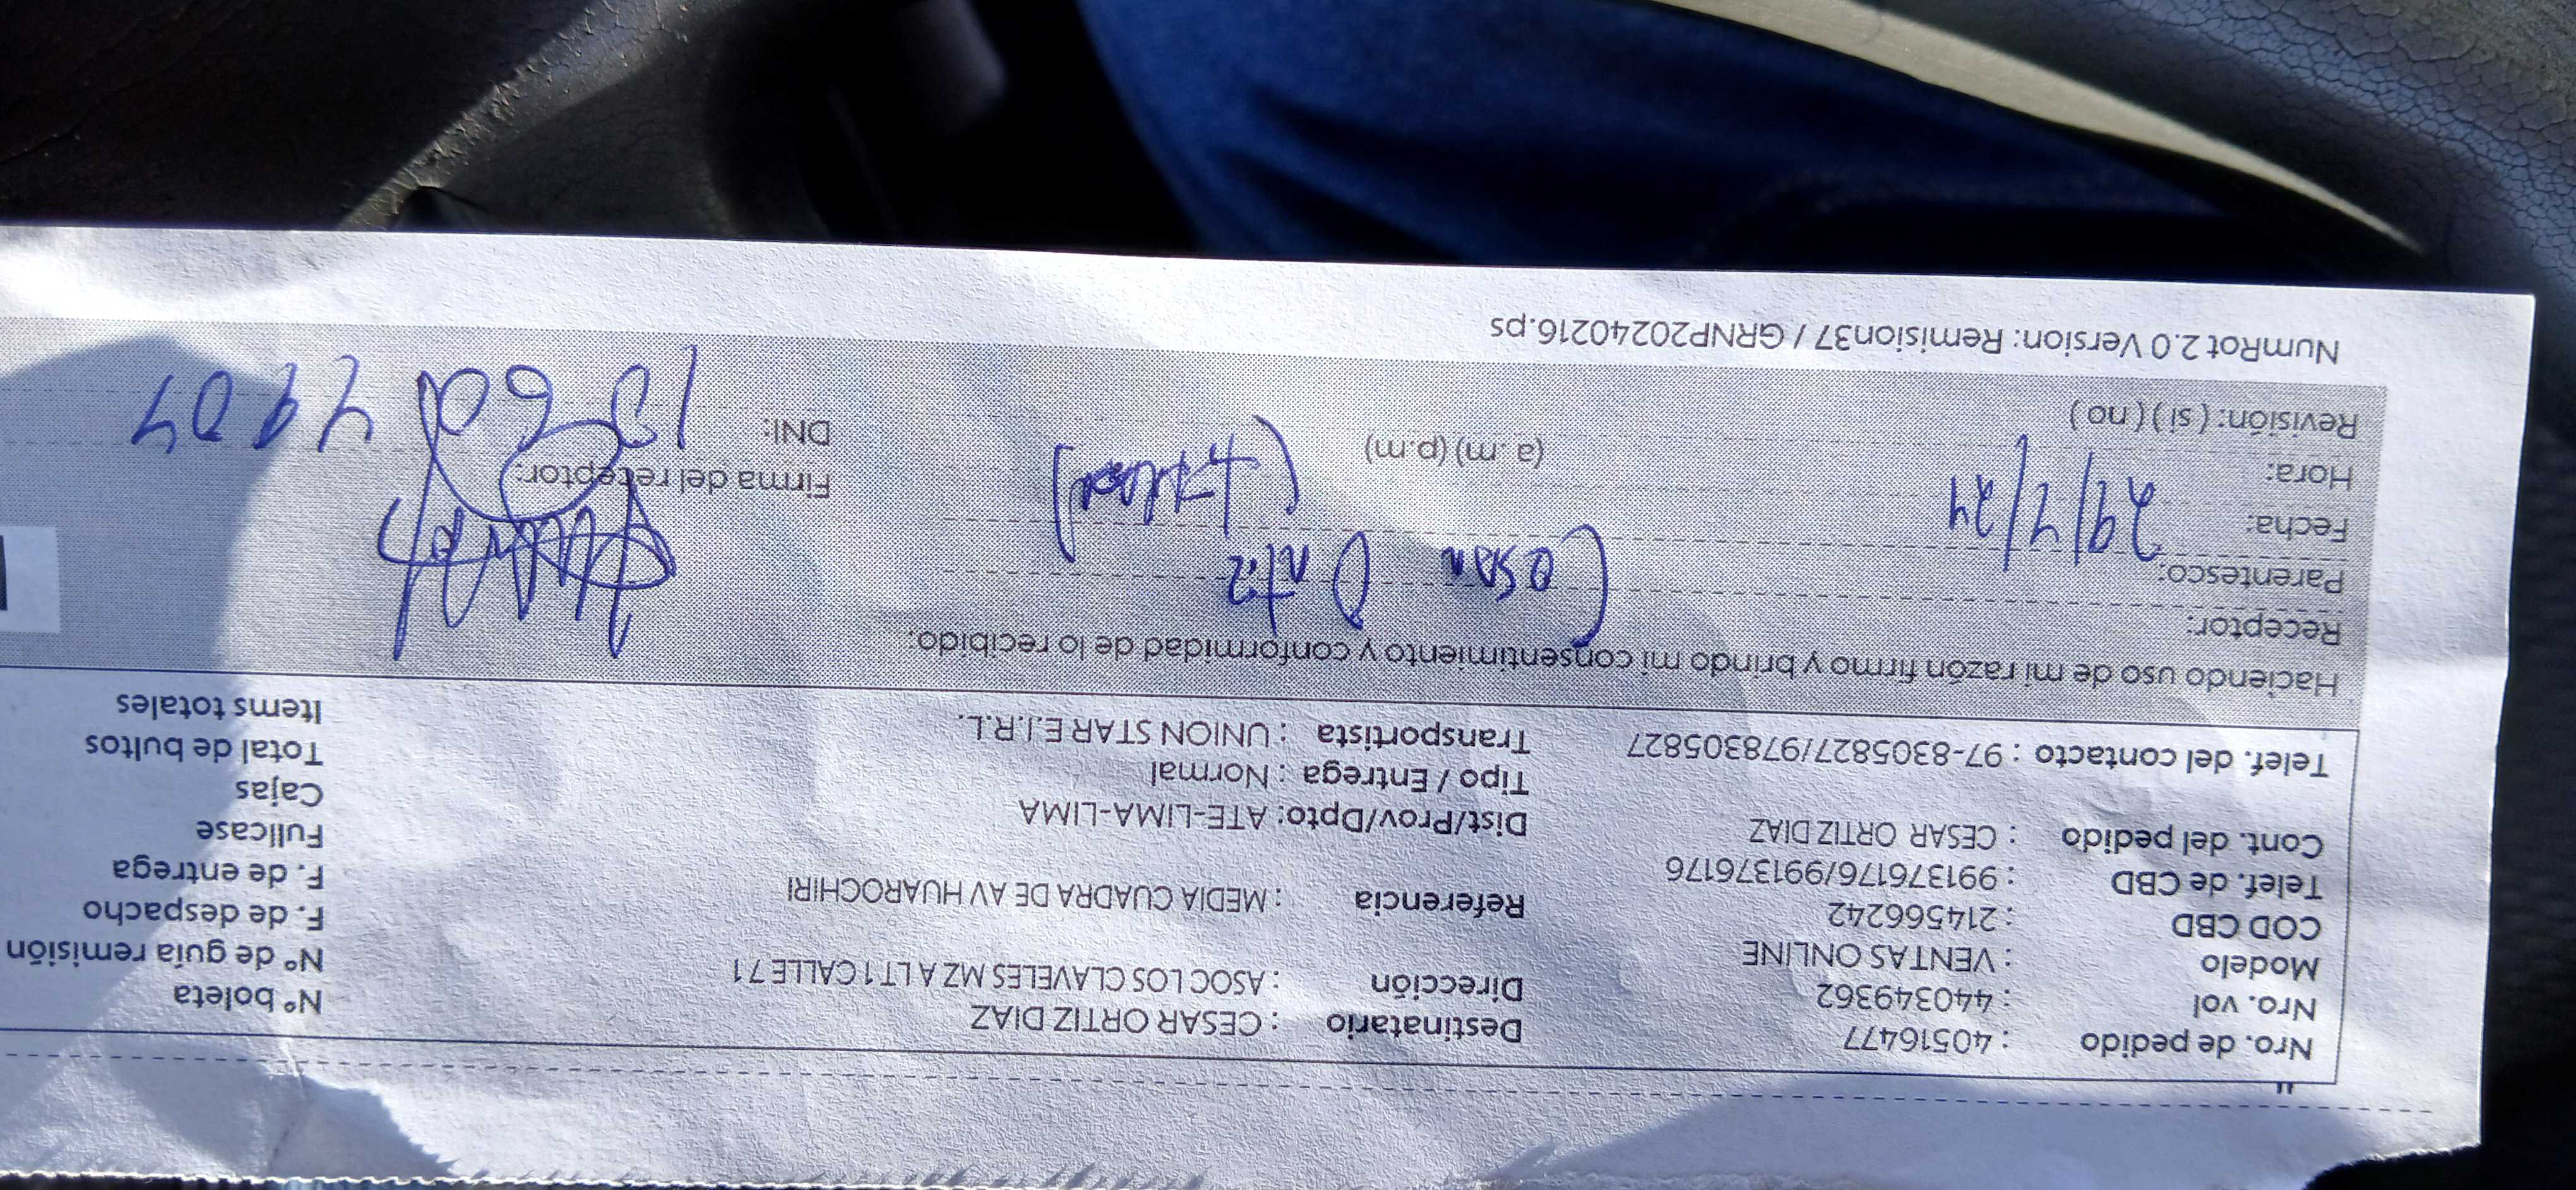 Nro. de pedido : 40516477 Destinatario : CESAR ORTIZ DIAZ Nº boleta
Nro. vol : 440349362 Dirección : ASOC LOS CLAVELES MZ A LT 1 CALLE 7 1 Nº de guía remisión
Modelo : VENTAS ONLINE F. de despacho
COD CBD : 214566242 Referencia : MEDIA CUADRA DE AV HUAROCHIRI F. de entrega
Telef. de CBD : 991376176/991376176 Fullcase
Cont. del pedido : CESAR ORTIZ DIAZ Dist/Prov/Dpto: ATE-LIMA-LIMA Cajas
Tipo / Entrega : Normal Total de bultos
Telef. del contacto : 97-8305827/978305827 Transportista : UNION STAR E.I.R.L. Items totales
Haciendo uso de mi razón firmo y brindo mi consentimiento y conformidad de lo recibido.
Receptor: Cesar Ortiz
Parentesco: (Titular)
Fecha: 29/7/24 Firma del receptor:
Hora: (a.m) (p.m) DNI:
Revisión: ( si ) ( no )
NumRot 2.0 Version: Remision37 / GRNP20240216.ps